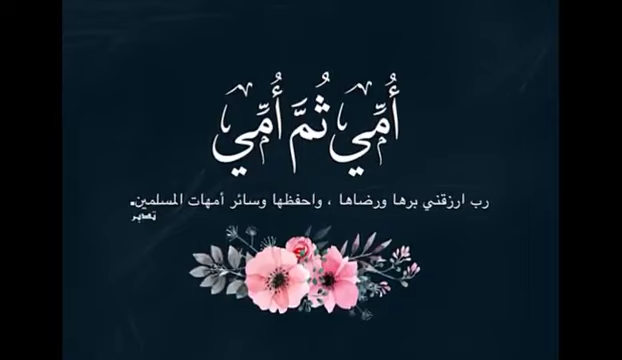 أُمِّي ثُمَّ أُمِّي
رب ارزقني برها ورضاها ، واحفظها وسائر أمهات المسلمين.